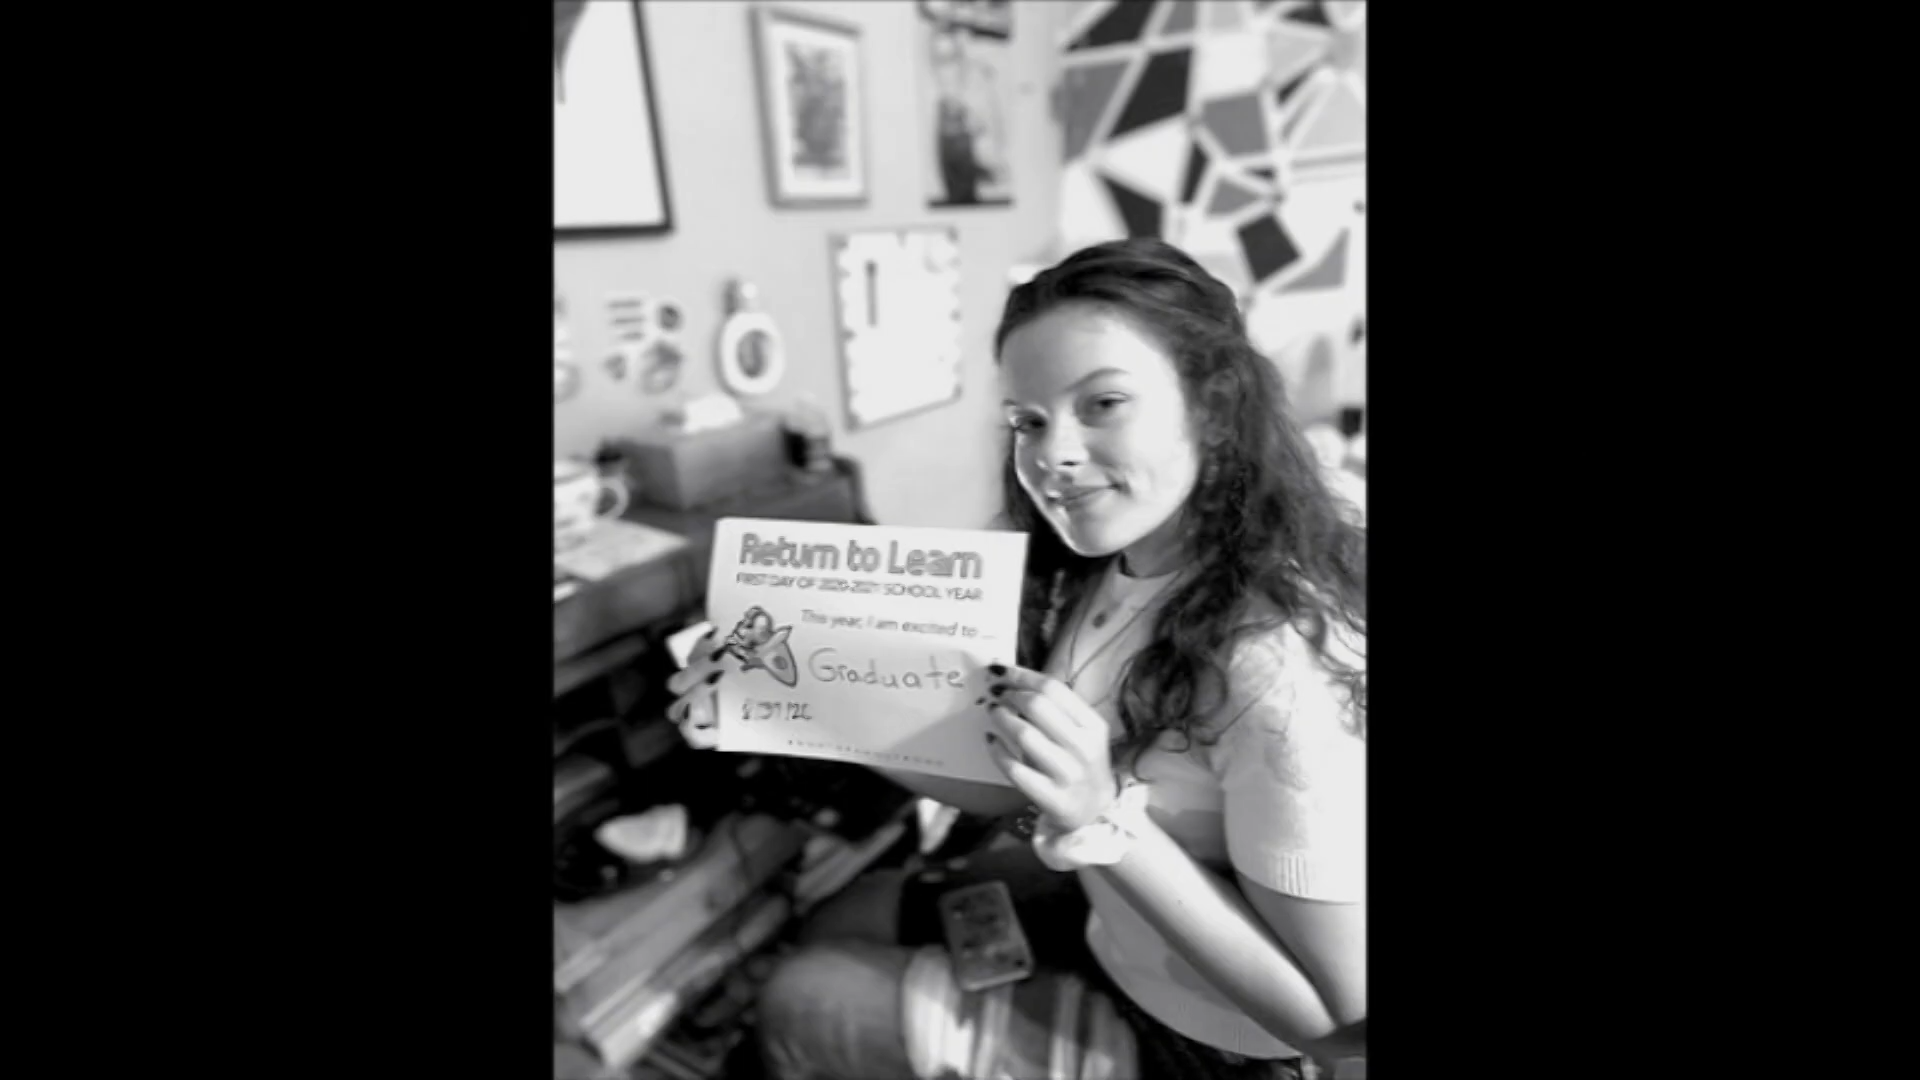 Return to Learn
FIRST DAY OF 2020-2021 SCHOOL YEAR
This year, I am excited to ...
Graduate